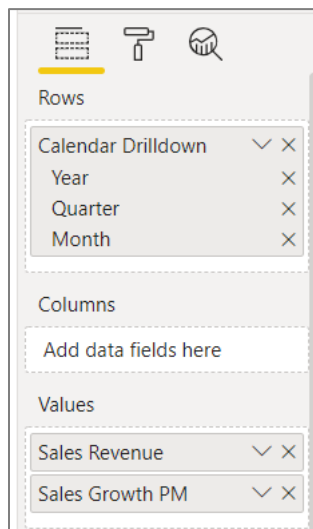 Rows
Calendar Drilldown
Year
Quarter
Month
Columns
Add data fields here
Values
Sales Revenue
Sales Growth PM